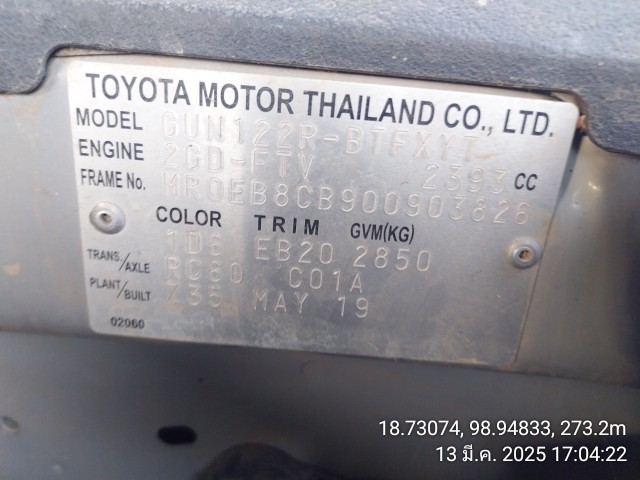 TOYOTA MOTOR THAILAND CO., LTD.
MODEL GUN122R-BTFXYT
ENGINE 2GD-FTV 2393 CC
FRAME No. MR0EB8CB900903826
COLOR TRIM GVM(KG)
1D6 EB20 2850
TRANS./AXLE RC60 C01A
PLANT/BUILT Z35 MAY 19
02060
18.73074, 98.94833, 273.2m
13 มี.ค. 2025 17:04:22